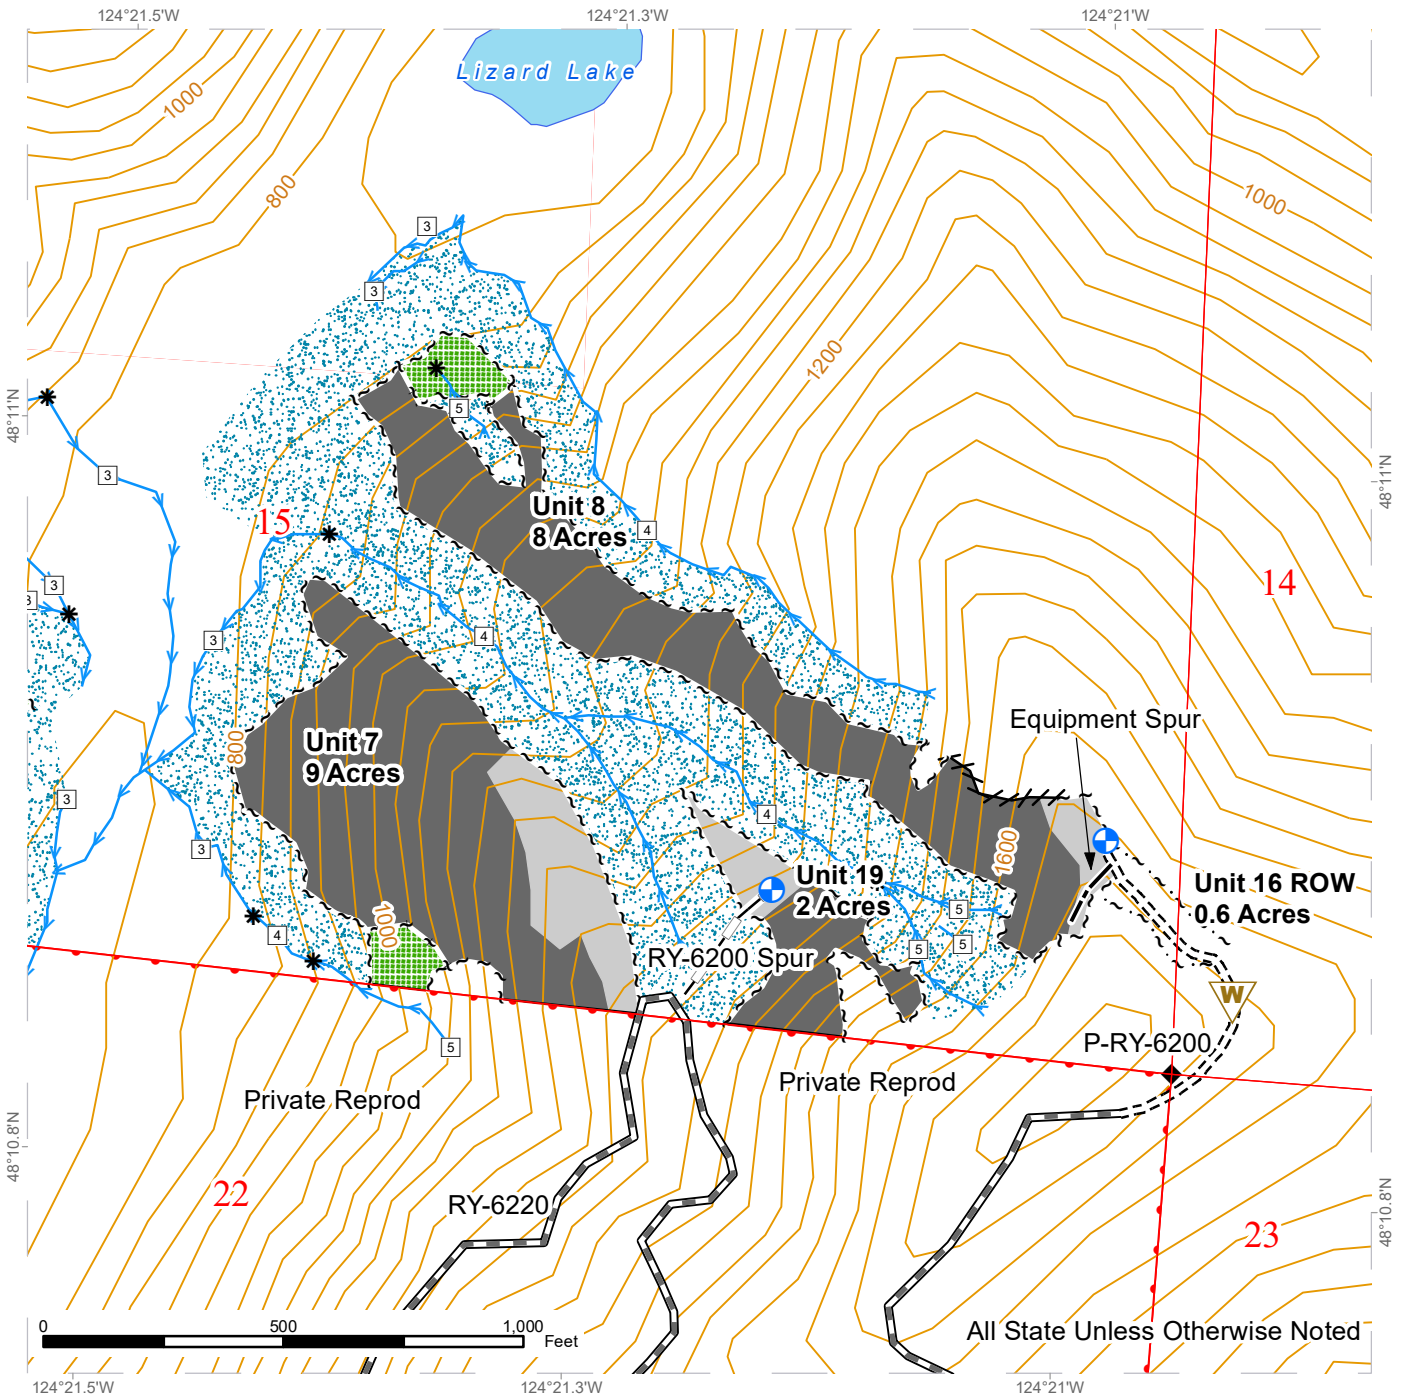 124°21.5'W
124°21.3'W
124°21'W
Lizard Lake
1000
800
1000
3
3
1200
48°11'N
5
48°11'N
3
15
Unit 8
8 Acres
4
14
3
3
3
4
Equipment Spur
800
Unit 7
9 Acres
3
4
3
1600
Unit 19
2 Acres
Unit 16 ROW
0.6 Acres
5
1000
4
5
5
RY-6200 Spur
W
5
P-RY-6200
Private Reprod
Private Reprod
48°10.8'N
22
RY-6220
48°10.8'N
23
0
500
1,000
Feet
All State Unless Otherwise Noted
124°21.5'W
124°21.3'W
124°21'W